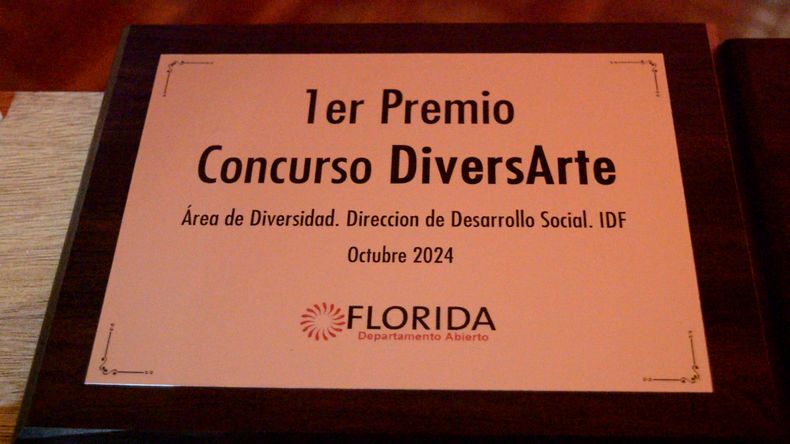 1er Premio
Concurso DiversArte
Área de Diversidad. Direccion de Desarrollo Social. IDF
Octubre 2024
FLORIDA
Departamento Abierto